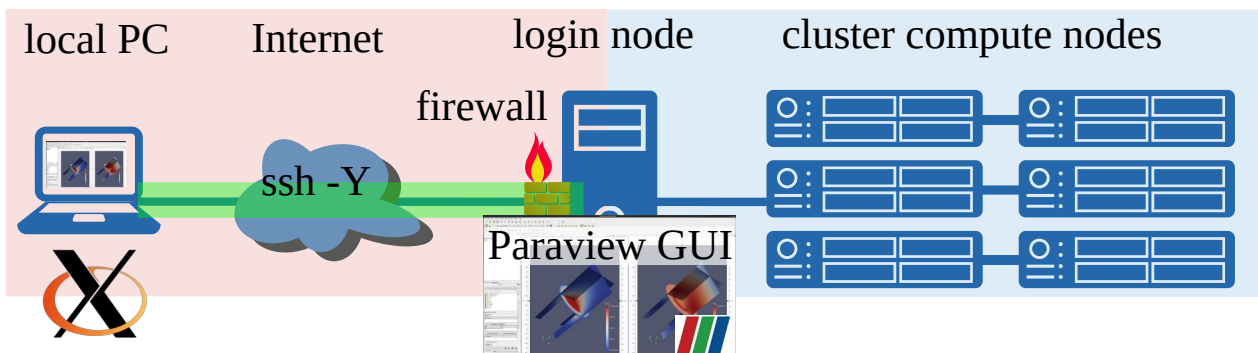 local PC
Internet
login node
cluster compute nodes
firewall
ssh -Y
Paraview GUI